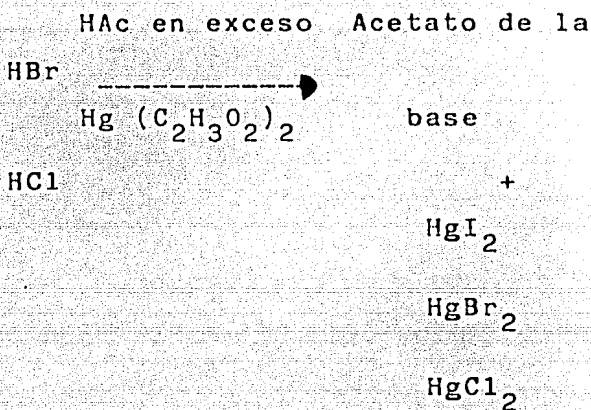 HAc en exceso Acetato de la
HBr
Hg (C2H3O2)2 base
HCl +
HgI2
HgBr2
HgCl2